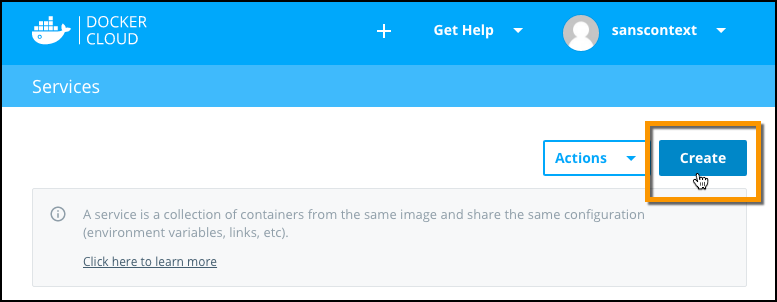 DOCKER
CLOUD
+ Get Help sanscontext
Services
Actions Create
A service is a collection of containers from the same image and share the same configuration
(environment variables, links, etc).
Click here to learn more